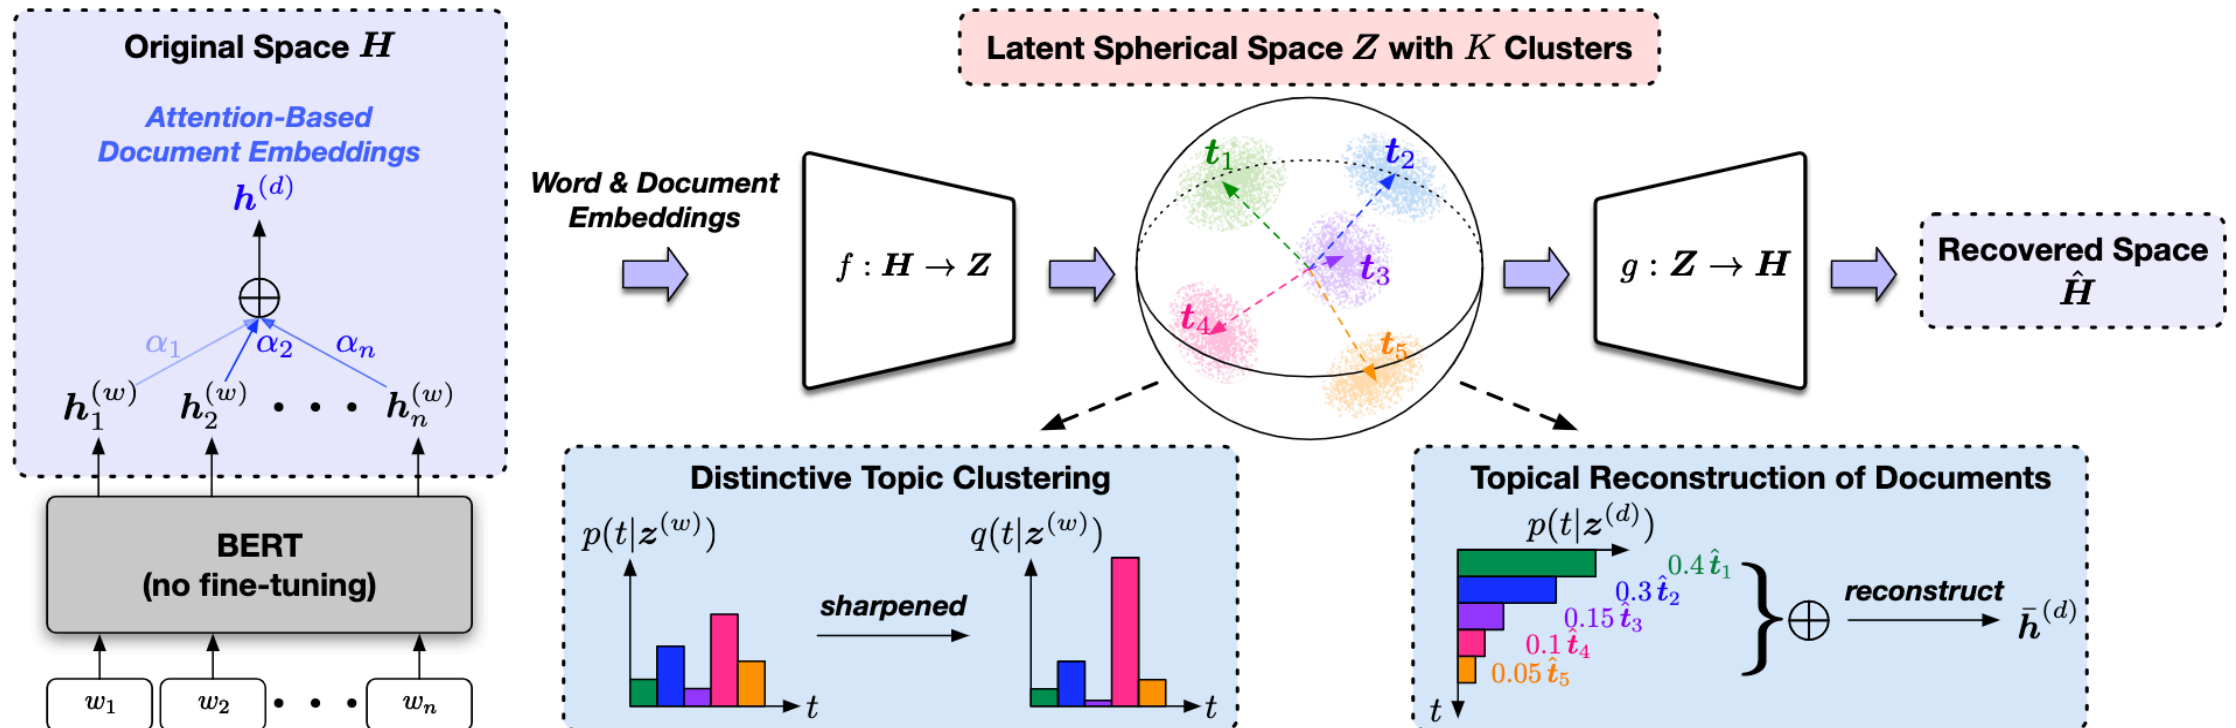 Original Space H
Attention-Based
Document Embeddings
h^(d)
α₁ α₂ αₙ
h₁^(w) h₂^(w) • • • hₙ^(w)
BERT
(no fine-tuning)
w₁ w₂ • • • wₙ
Word & Document
Embeddings
f : H → Z
Latent Spherical Space Z with K Clusters
t₁
t₂
t₃
t₄
t₅
g : Z → H
Recovered Space
Ĥ
Distinctive Topic Clustering
p(t|z^(w))
sharpened
q(t|z^(w))
t
t
Topical Reconstruction of Documents
p(t|z^(d))
0.4 t̂₁
0.3 t̂₂
0.15 t̂₃
0.1 t̂₄
0.05 t̂₅
t
reconstruct
h̄^(d)